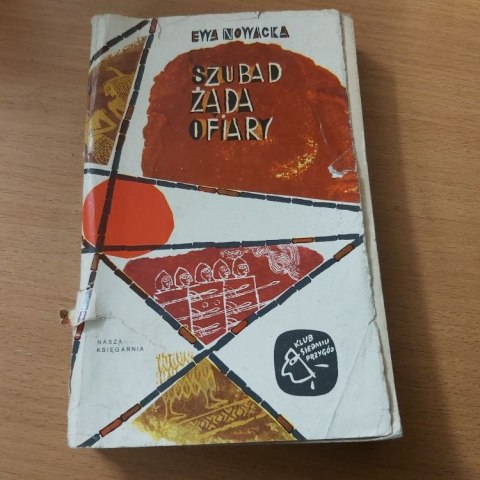 EWA NOWACKA
SZUBAD
ŻĄDA
OFIARY
NASZA
KSIĘGARNIA
KLUB
SIEDMIU
PRZYGÓD